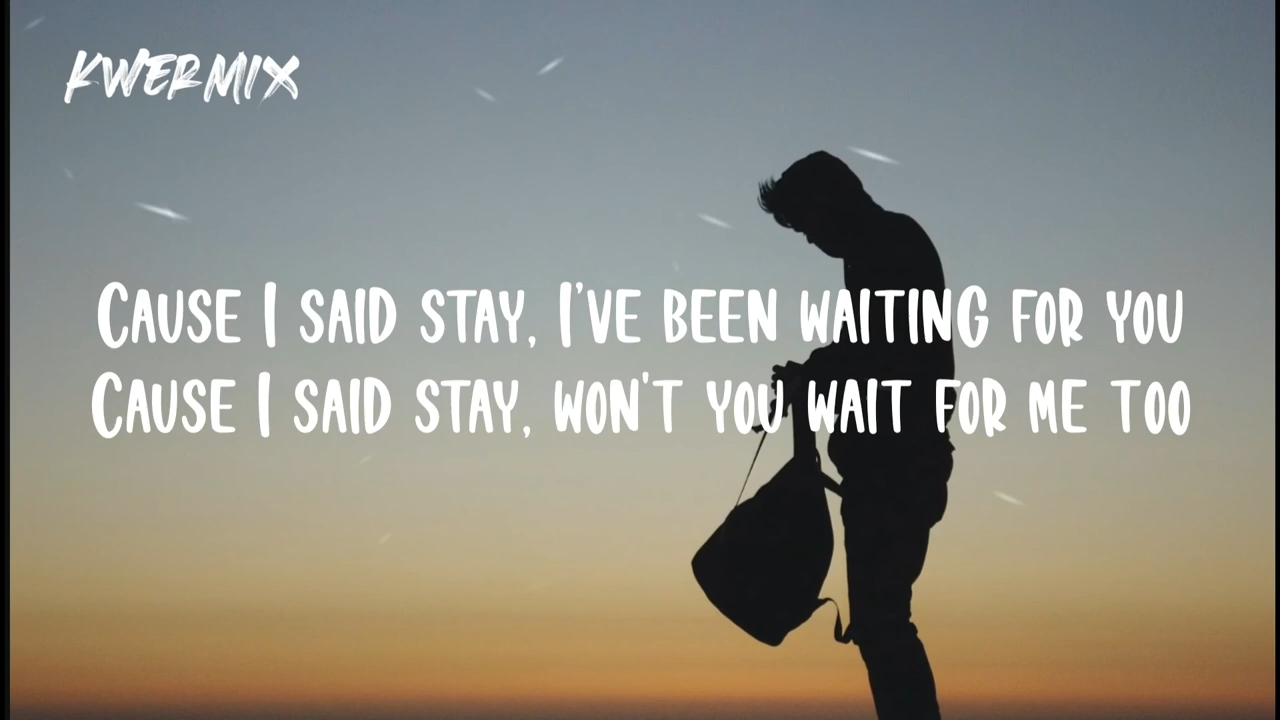 KWERMIX
Cause I said stay, I've been waiting for you
Cause I said stay, won't you wait for me too